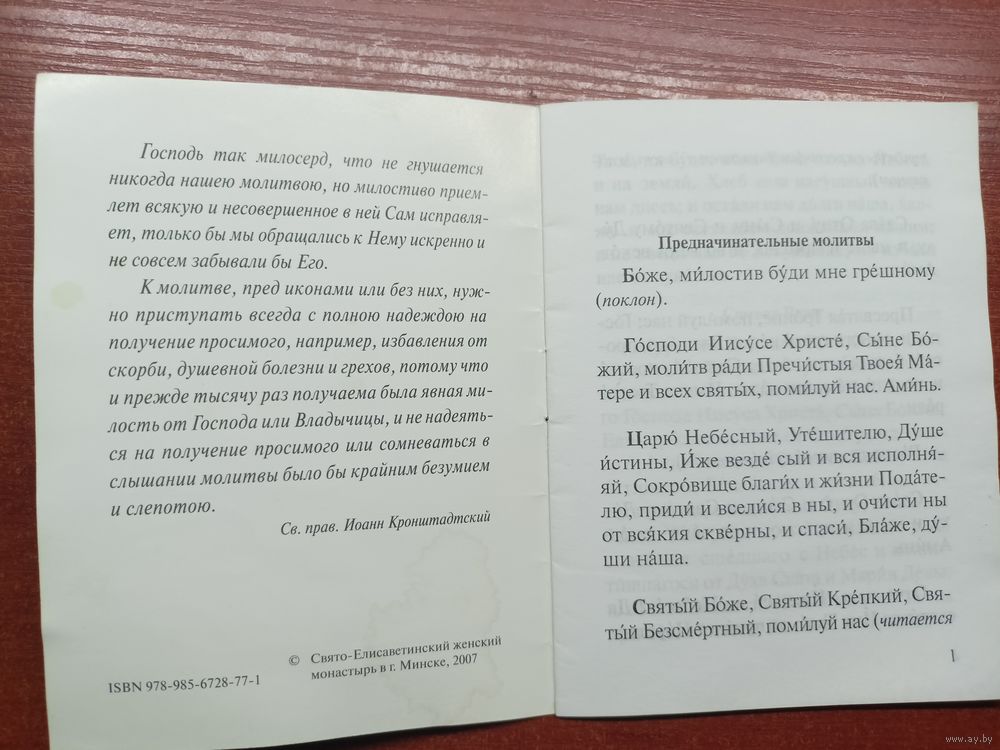 Господь так милосерд, что не гнушается
никогда нашею молитвою, но милостиво прием-
лет всякую и несовершенное в ней Сам исправля-
ет, только бы мы обращались к Нему искренно и
не совсем забывали бы Его.
К молитве, пред иконами или без них, нуж-
но приступать всегда с полною надеждою на
получение просимого, например, избавления от
скорби, душевной болезни и грехов, потому что
и прежде тысячу раз получаема была явная ми-
лость от Господа или Владычицы, и не надеять-
ся на получение просимого или сомневаться в
слышании молитвы было бы крайним безумием
и слепотою.
Св. прав. Иоанн Кронштадтский
© Свято-Елисаветинский женский
монастырь в г. Минске, 2007
ISBN 978-985-6728-77-1
Предначинательные молитвы
Бо́же, ми́лостив бу́ди мне гре́шному
(поклон).
Го́споди Иису́се Христе́, Сы́не Бо́-
жий, моли́тв ра́ди Пречи́стыя Твоея́ Ма́-
тере и всех святы́х, поми́луй нас. Ами́нь.
Царю́ Небе́сный, Уте́шителю, Ду́ше
и́стины, И́же везде́ сый и вся исполня́-
яй, Сокро́вище благи́х и жи́зни Пода́те-
лю, прииди́ и всели́ся в ны, и очи́сти ны
от вся́кия скве́рны, и спаси́, Бла́же, ду́-
ши на́ша.
Святы́й Бо́же, Святы́й Кре́пкий, Свя-
ты́й Безсме́ртный, поми́луй нас (читается
1
www.ay.by